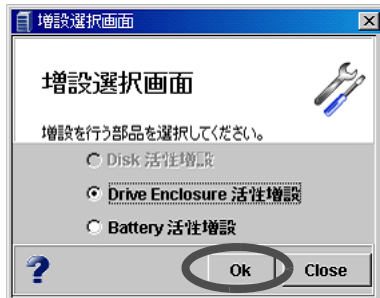 増設選択画面
増設選択画面
増設を行う部品を選択してください。
Disk 活性増設
Drive Enclosure 活性増設
Battery 活性増設
? Ok Close